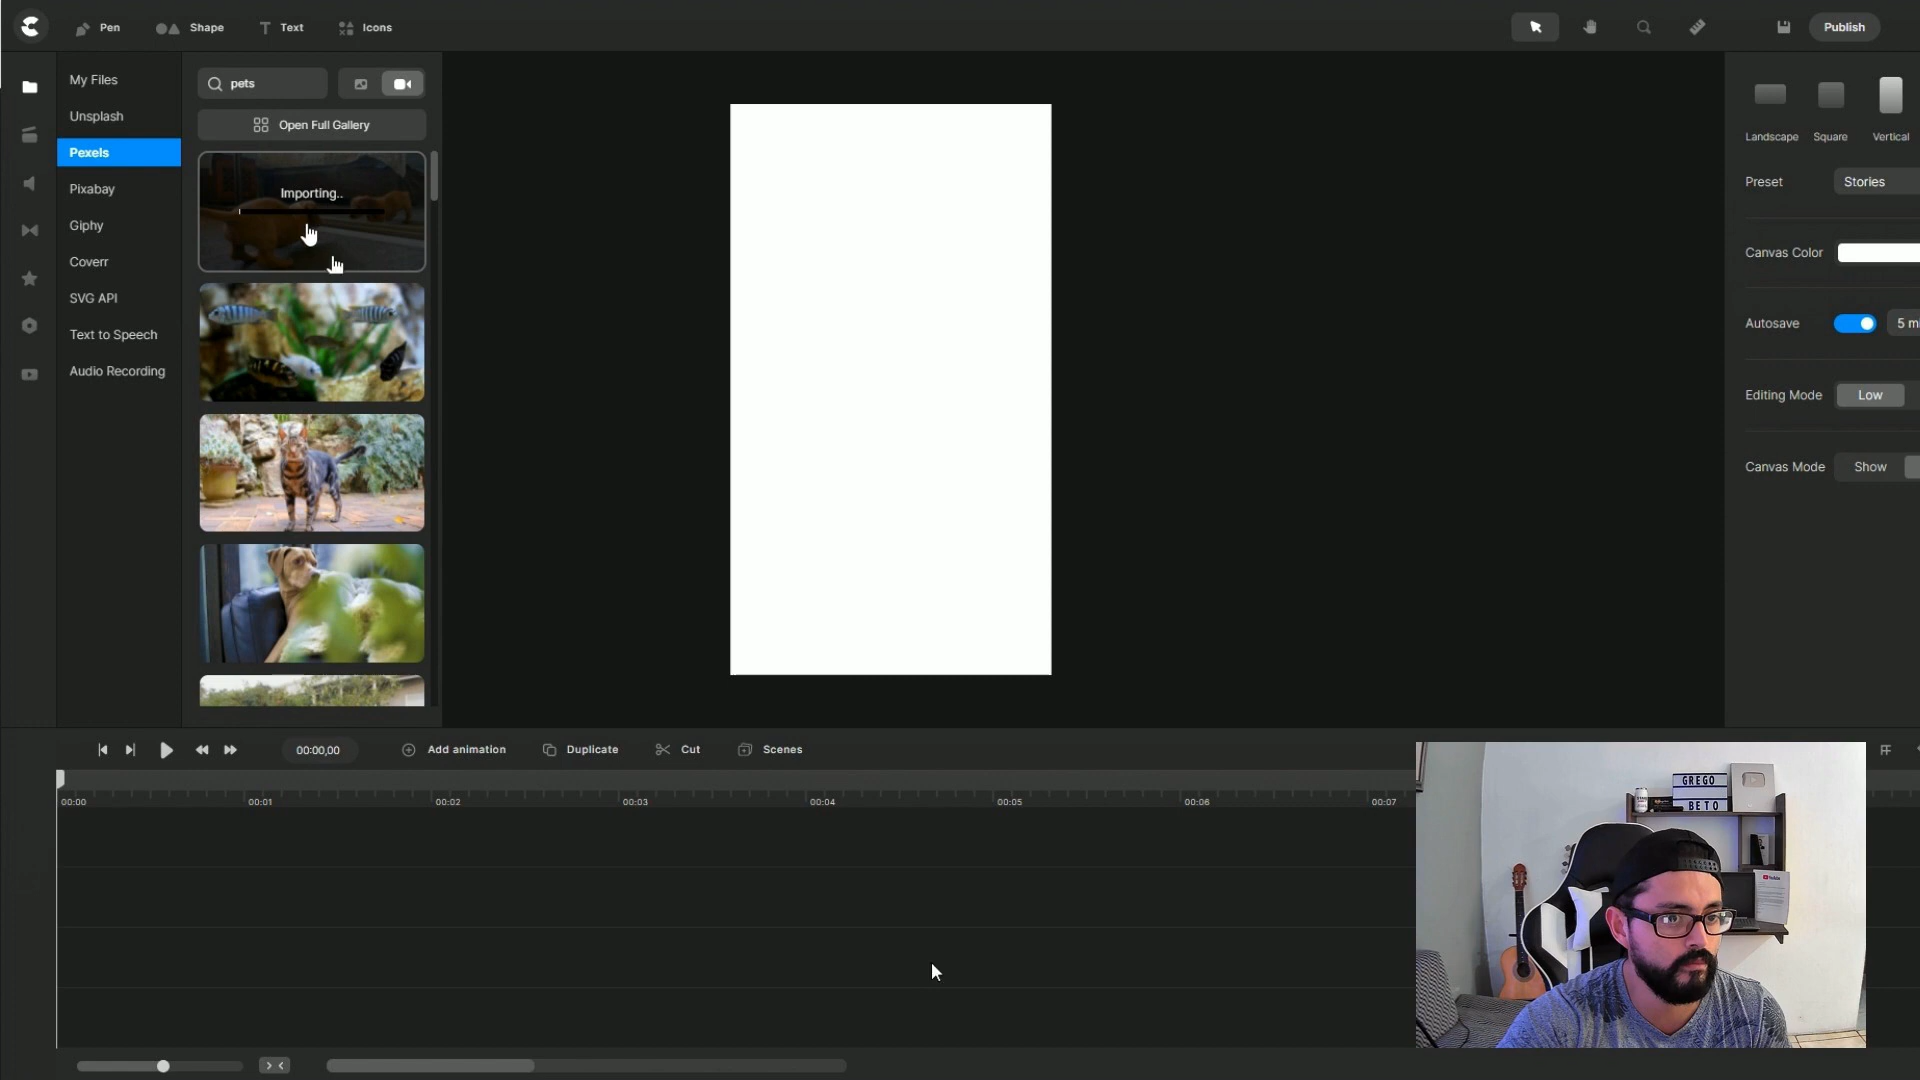 Pen
Shape
Text
Icons
Publish
My Files
Unsplash
Pexels
Pixabay
Giphy
Coverr
SVG API
Text to Speech
Audio Recording
pets
Open Full Gallery
Importing..
Landscape
Square
Vertical
Preset
Stories
Canvas Color
Autosave
5 mi
Editing Mode
Low
Canvas Mode
Show
00:00,00
Add animation
Duplicate
Cut
Scenes
00:00
00:01
00:02
00:03
00:04
00:05
00:06
00:07
GREGO
BETO
YouTube